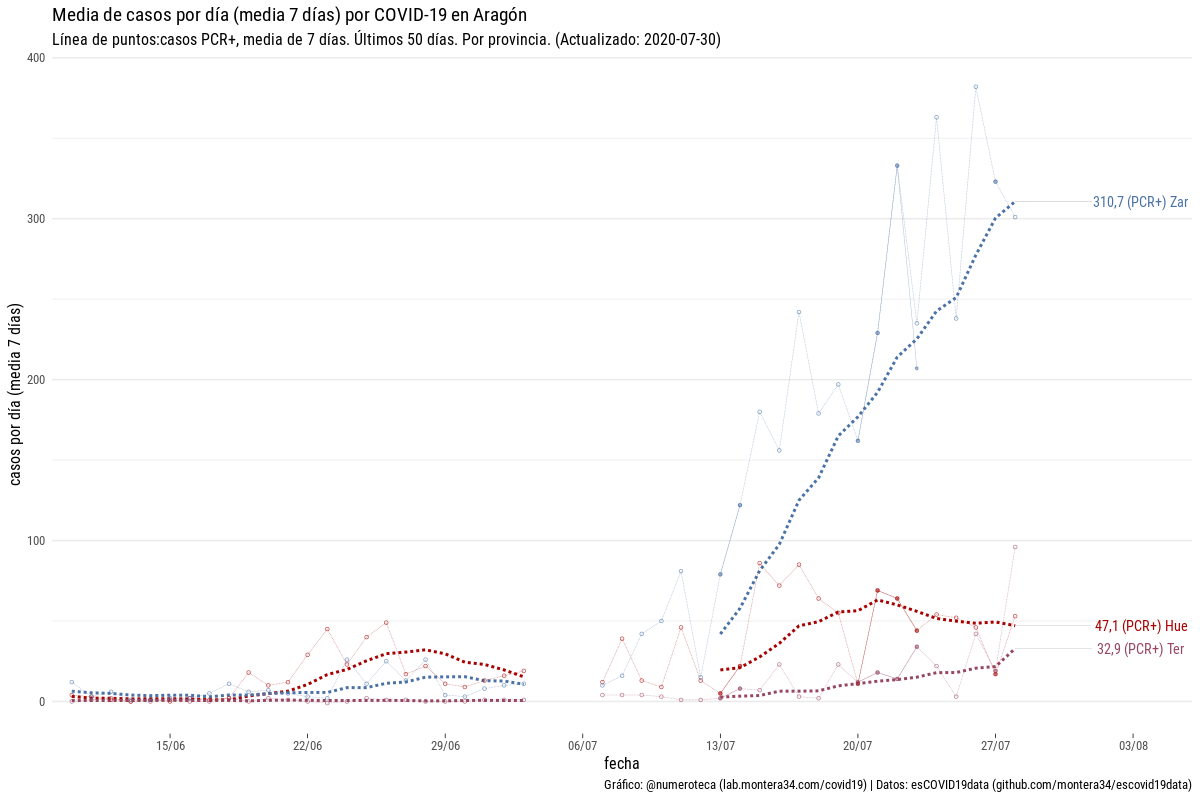 Media de casos por día (media 7 días) por COVID-19 en Aragón
Línea de puntos:casos PCR+, media de 7 días. Últimos 50 días. Por provincia. (Actualizado: 2020-07-30)
casos por día (media 7 días)
400
300
200
100
0
310,7 (PCR+) Zar
47,1 (PCR+) Hue
32,9 (PCR+) Ter
15/06 22/06 29/06 06/07 13/07 20/07 27/07 03/08
fecha
Gráfico: @numeroteca (lab.montera34.com/covid19) | Datos: esCOVID19data (github.com/montera34/escovid19data)